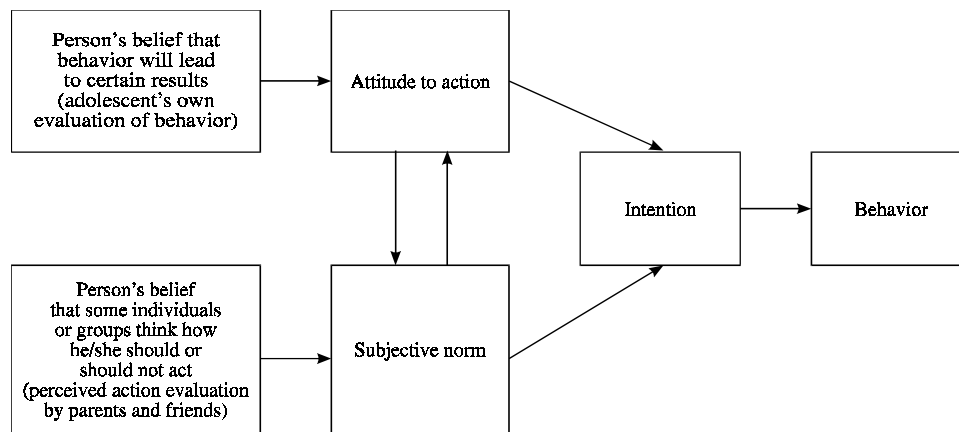 Person's belief that
behavior will lead
to certain results
(adolescent's own
evaluation of behavior)
Attitude to action
Intention
Behavior
Person's belief
that some individuals
or groups think how
he/she should or
should not act
(perceived action evaluation
by parents and friends)
Subjective norm